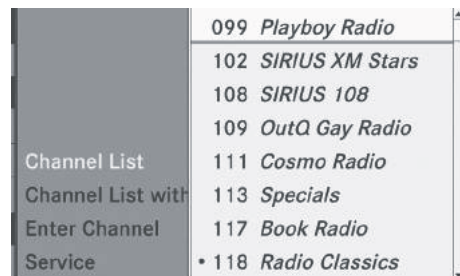 099 Playboy Radio
102 SIRIUS XM Stars
108 SIRIUS 108
109 OutQ Gay Radio
Channel List
111 Cosmo Radio
Channel List with
113 Specials
Enter Channel
117 Book Radio
Service
• 118 Radio Classics